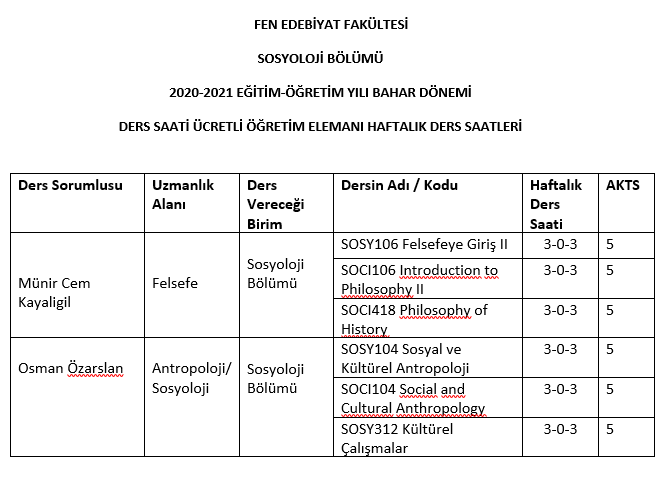 FEN EDEBİYAT FAKÜLTESİ
SOSYOLOJİ BÖLÜMÜ
2020-2021 EĞİTİM-ÖĞRETİM YILI BAHAR DÖNEMİ
DERS SAATİ ÜCRETLİ ÖĞRETİM ELEMANI HAFTALIK DERS SAATLERİ
Ders Sorumlusu
Uzmanlık
Alanı
Ders
Vereceği
Birim
Dersin Adı / Kodu
Haftalık
Ders
Saati
AKTS
Münir Cem
Kayaligil
Felsefe
Sosyoloji
Bölümü
SOSY106 Felsefeye Giriş II
3-0-3
5
SOCI106 Introduction to
Philosophy II
3-0-3
5
SOCI418 Philosophy of
History
3-0-3
5
Osman Özarslan
Antropoloji/
Sosyoloji
Sosyoloji
Bölümü
SOSY104 Sosyal ve
Kültürel Antropoloji
3-0-3
5
SOCI104 Social and
Cultural Anthropology
3-0-3
5
SOSY312 Kültürel
Çalışmalar
3-0-3
5